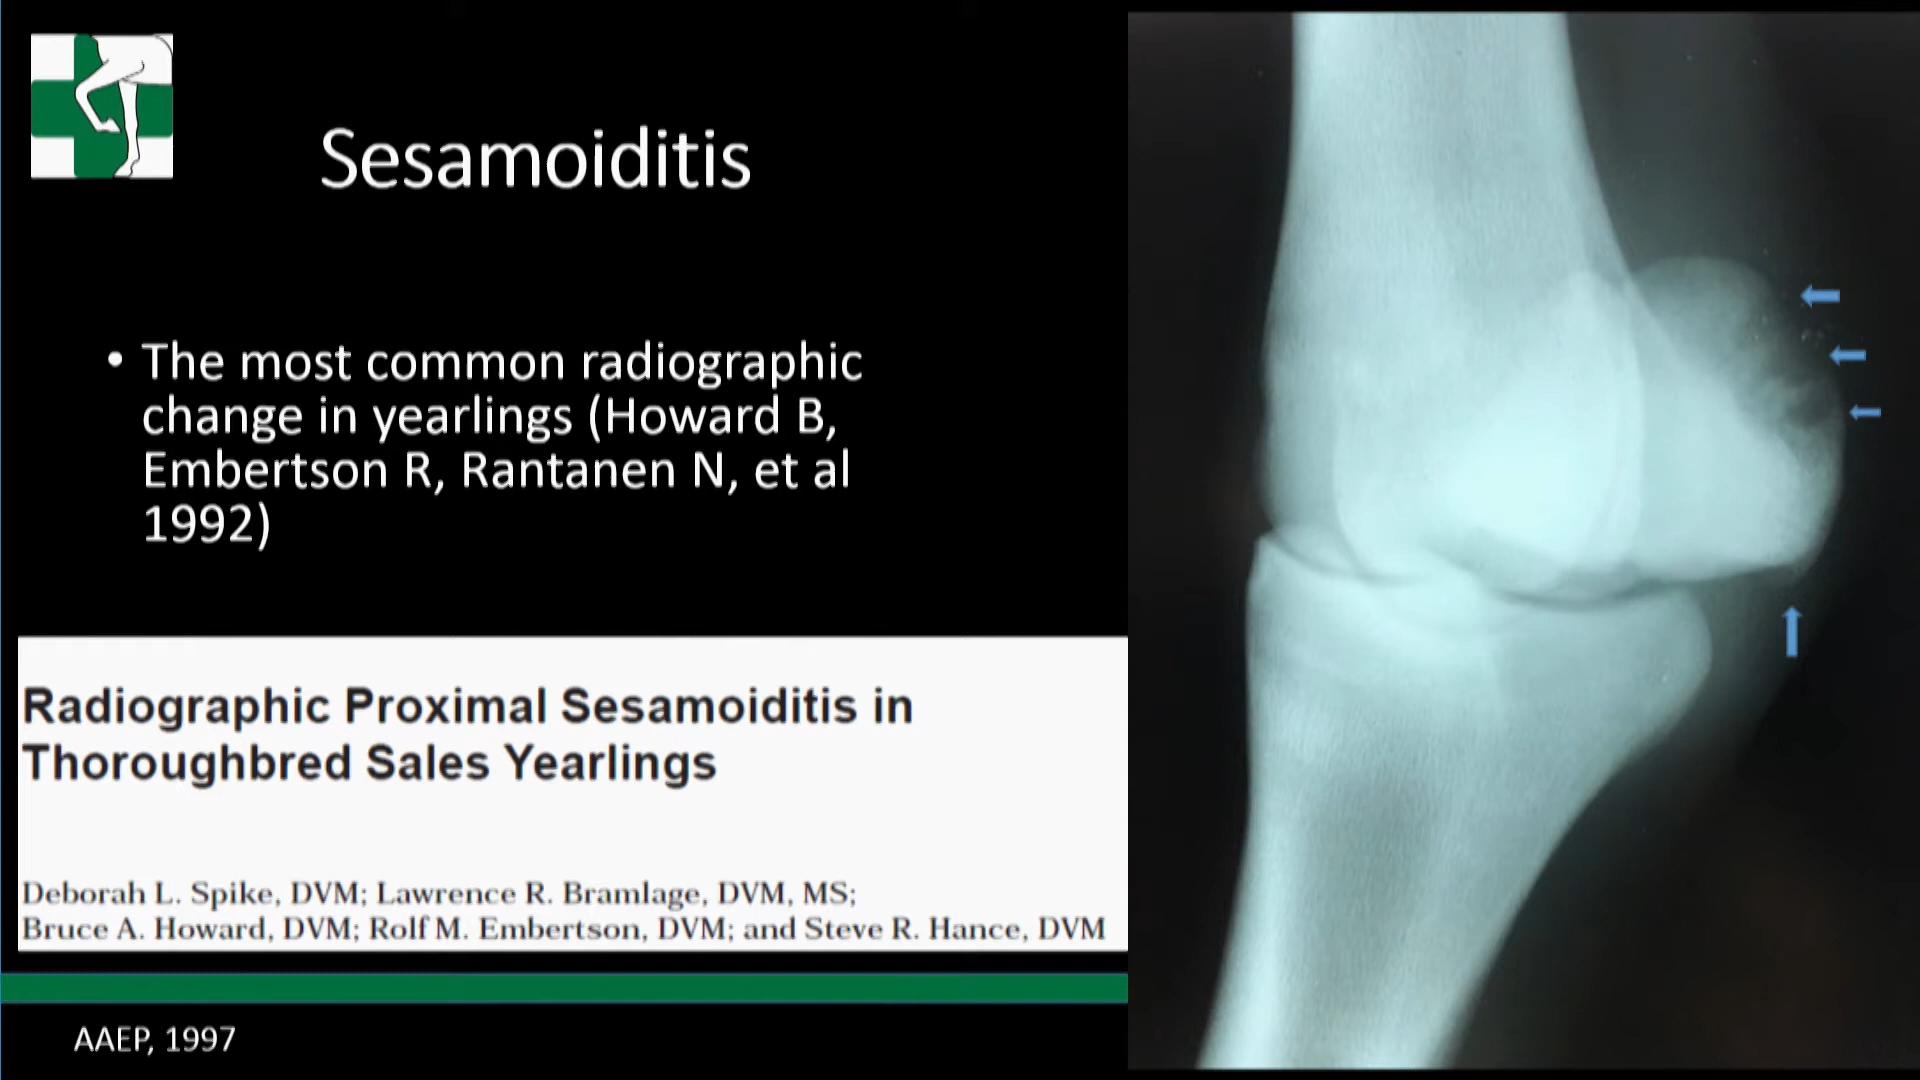 Sesamoiditis
• The most common radiographic
change in yearlings (Howard B,
Embertson R, Rantanen N, et al
1992)
Radiographic Proximal Sesamoiditis in
Thoroughbred Sales Yearlings
Deborah L. Spike, DVM; Lawrence R. Bramlage, DVM, MS;
Bruce A. Howard, DVM; Rolf M. Embertson, DVM; and Steve R. Hance, DVM
AAEP, 1997